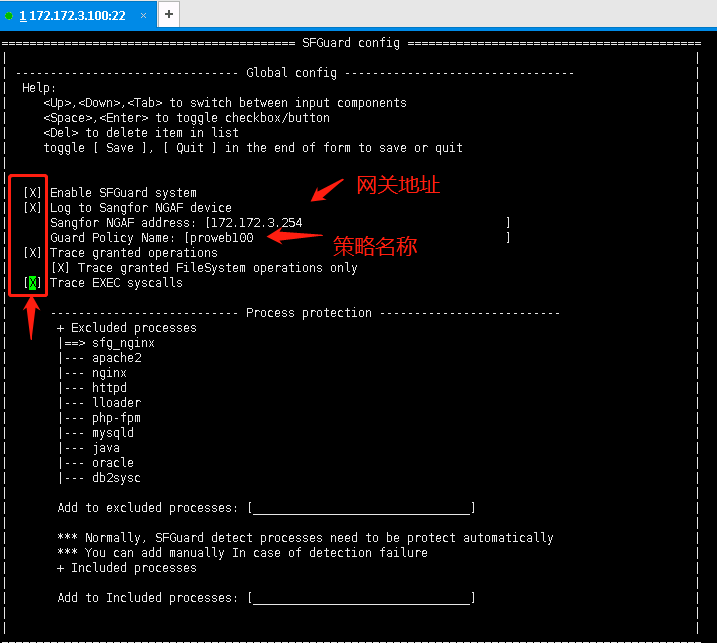 1 172.172.3.100:22 × +
SFGuard config
Global config
Help:
<Up>,<Down>,<Tab> to switch between input components
<Space>,<Enter> to toggle checkbox/button
<Del> to delete item in list
toggle [ Save ], [ Quit ] in the end of form to save or quit
[X] Enable SFGuard system
网关地址
[X] Log to Sangfor NGAF device
Sangfor NGAF address: [172.172.3.254 ]
Guard Policy Name: [proweb100 ]
策略名称
[X] Trace granted operations
[X] Trace granted FileSystem operations only
[X] Trace EXEC syscalls
Process protection
+ Excluded processes
|==> sfg_nginx
|--- apache2
|--- nginx
|--- httpd
|--- lloader
|--- php-fpm
|--- mysqld
|--- java
|--- oracle
|--- db2sysc
Add to excluded processes: [_______________________________]
*** Normally, SFGuard detect processes need to be protect automatically
*** You can add manually In case of detection failure
+ Included processes
Add to Included processes: [_______________________________]